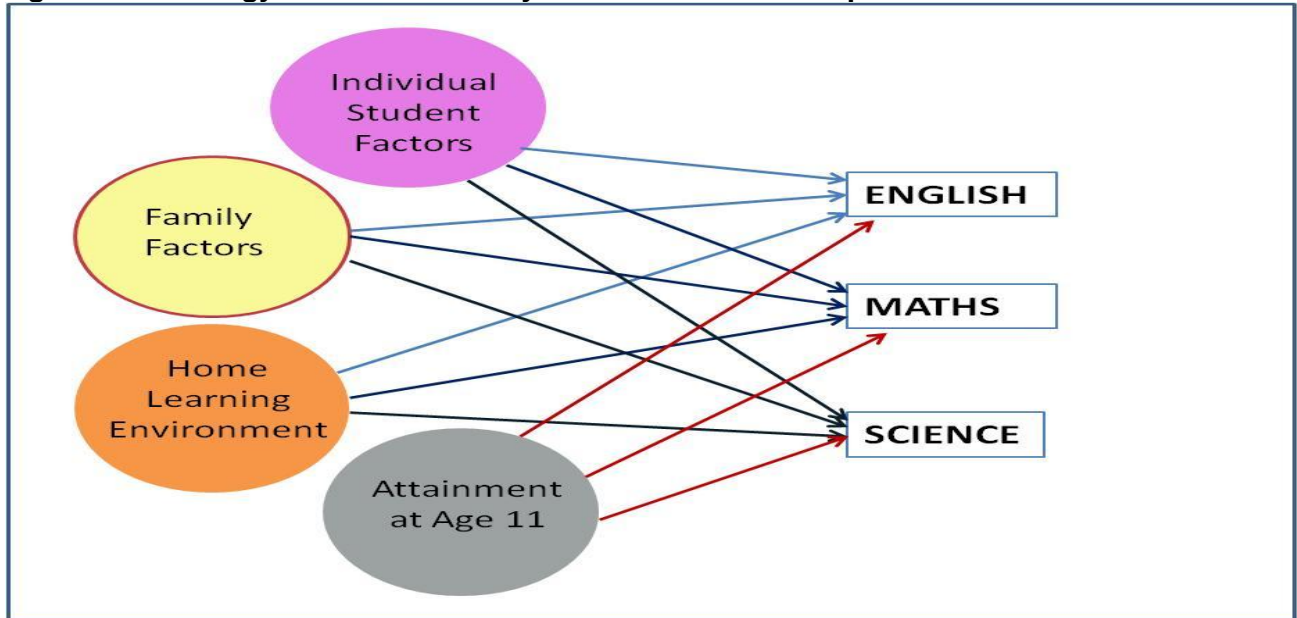 Individual
Student
Factors
Family
Factors
Home
Learning
Environment
Attainment
at Age 11
ENGLISH
MATHS
SCIENCE